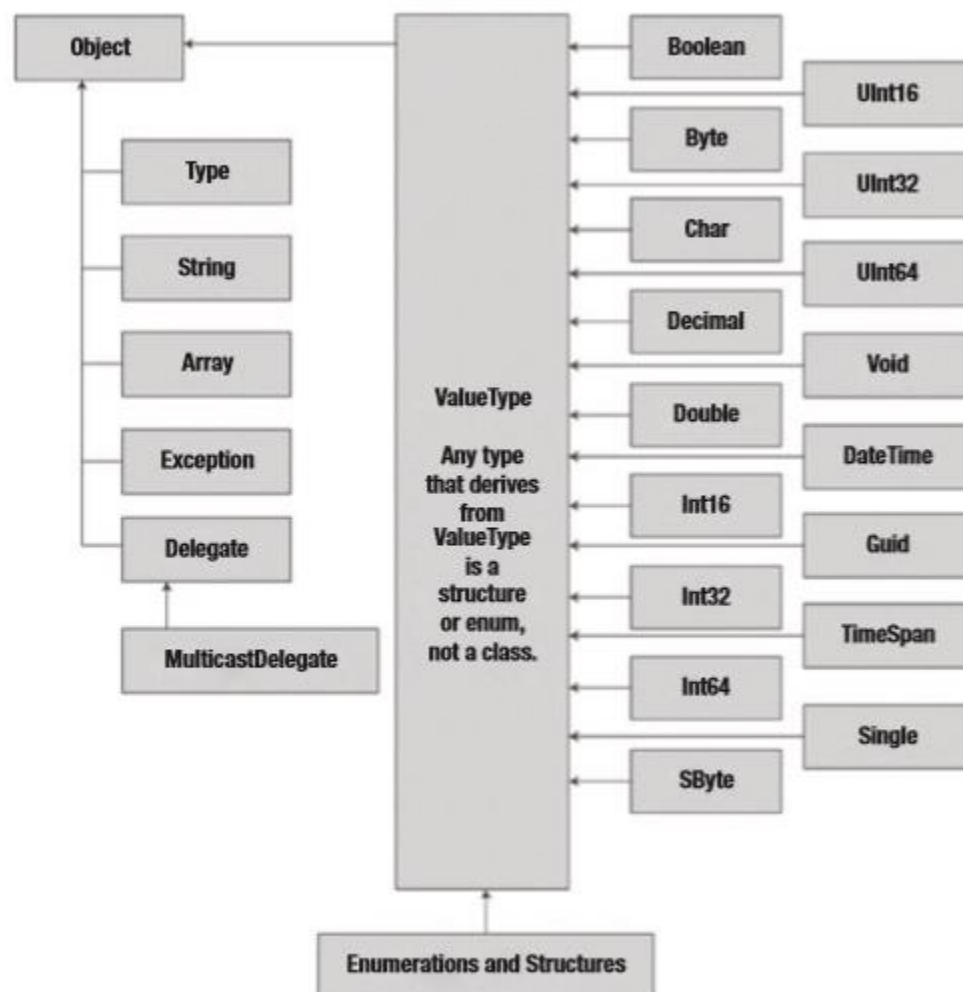 Object
Type
String
Array
Exception
Delegate
MulticastDelegate
ValueType
Any type
that derives
from
ValueType
is a
structure
or enum,
not a class.
Boolean
UInt16
Byte
UInt32
Char
UInt64
Decimal
Void
Double
DateTime
Int16
Guid
Int32
TimeSpan
Int64
Single
SByte
Enumerations and Structures